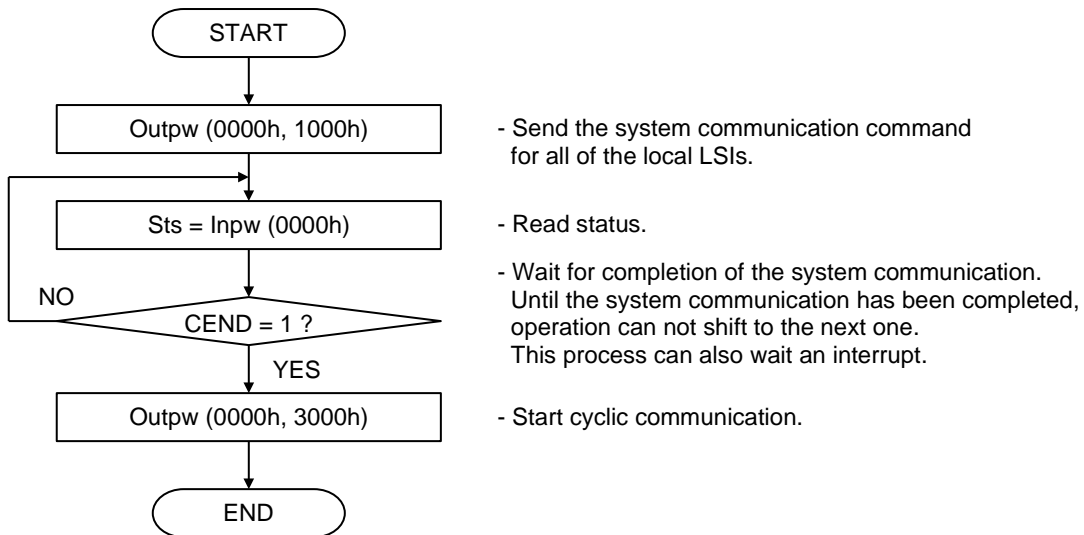 START
Outpw (0000h, 1000h)
- Send the system communication command
for all of the local LSIs.
Sts = Inpw (0000h)
- Read status.
- Wait for completion of the system communication.
Until the system communication has been completed,
operation can not shift to the next one.
This process can also wait an interrupt.
NO
CEND = 1 ?
YES
Outpw (0000h, 3000h)
- Start cyclic communication.
END